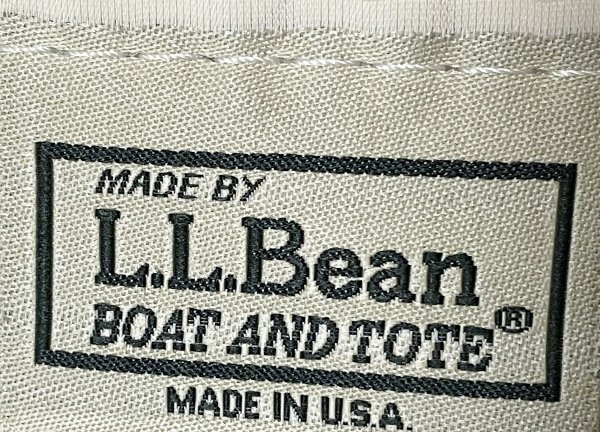 MADE BY
L.L.Bean
BOAT AND TOTE®
MADE IN U.S.A.